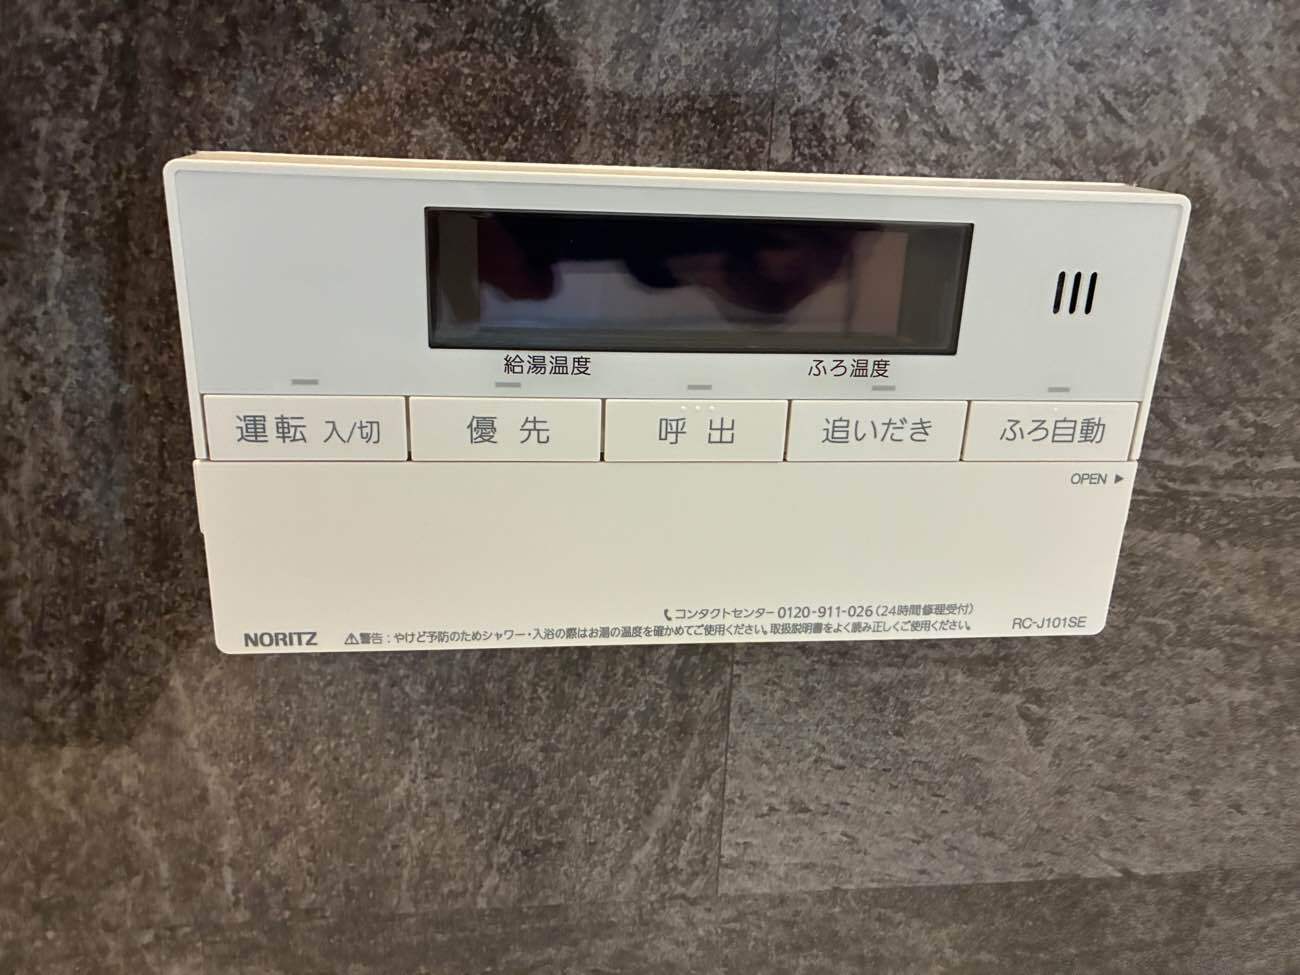 給湯温度 ふろ温度
運転 入/切 優先 呼出 追いだき ふろ自動
OPEN ▶
コンタクトセンター 0120-911-026(24時間修理受付)
NORITZ ⚠警告:やけど予防のためシャワー・入浴の際はお湯の温度を確かめてご使用ください。取扱説明書をよく読み正しくご使用ください。 RC-J101SE